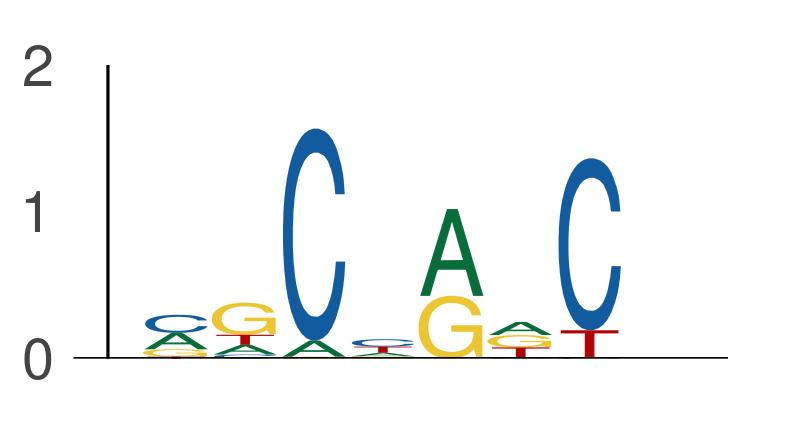 2
1
0
C G C C A A C
A T A T G G T
G A A T